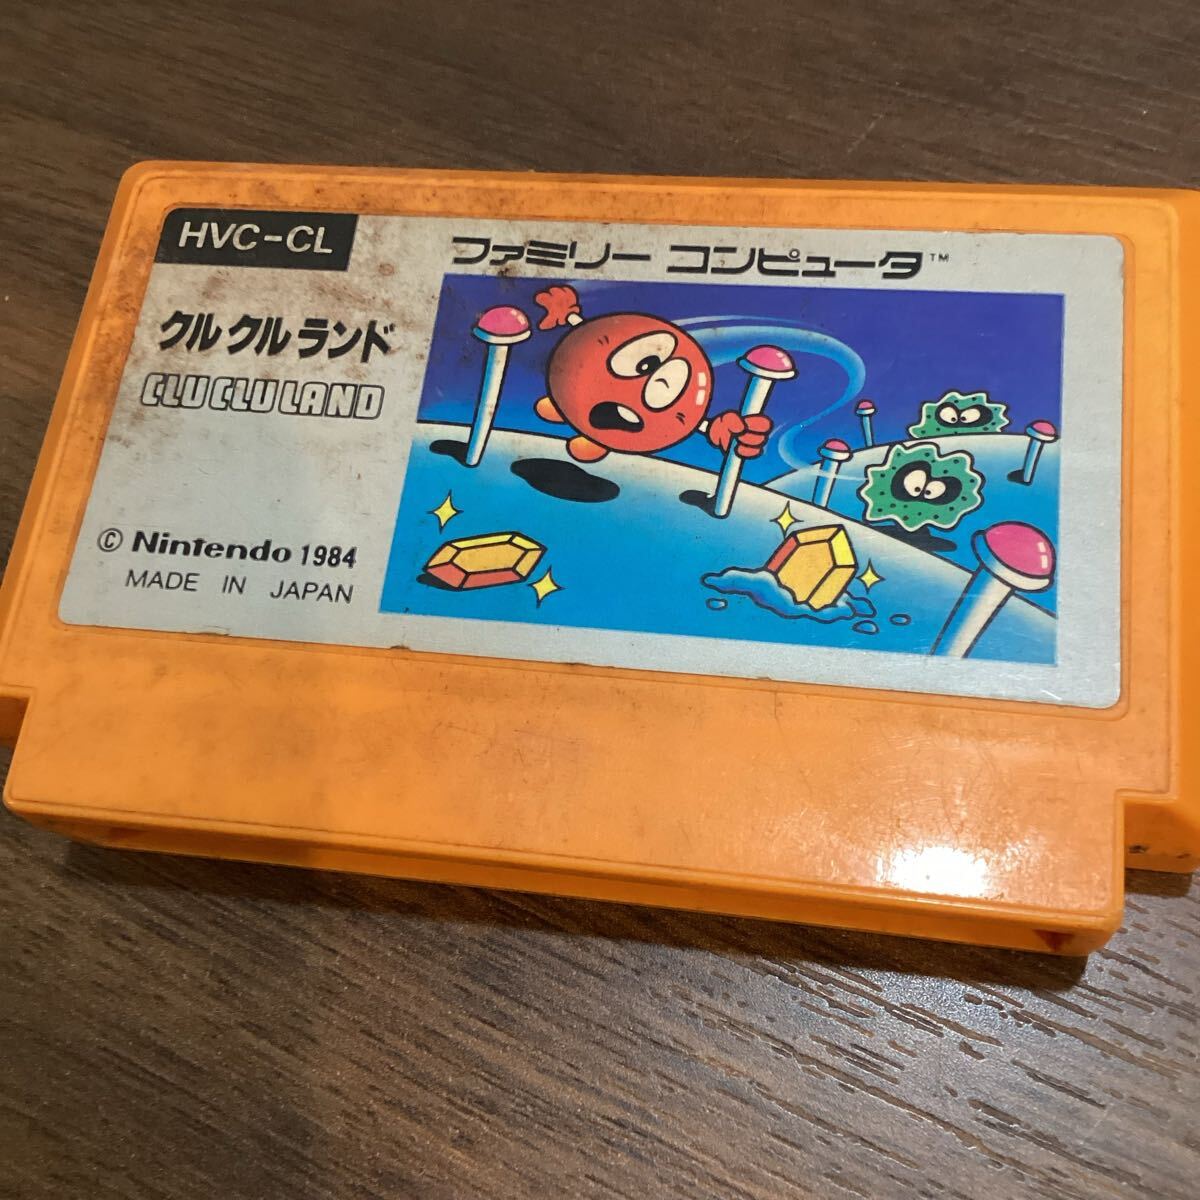 HVC-CL
ファミリー コンピュータ™
クルクルランド
CLU CLU LAND
© Nintendo 1984
MADE IN JAPAN